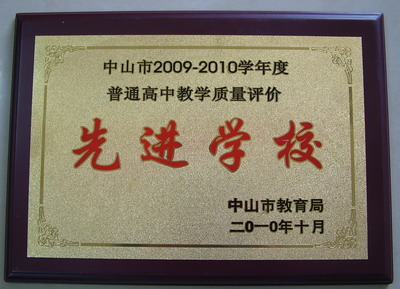 中山市2009-2010学年度
普通高中教学质量评价
先进学校
中山市教育局
二O一O年十月